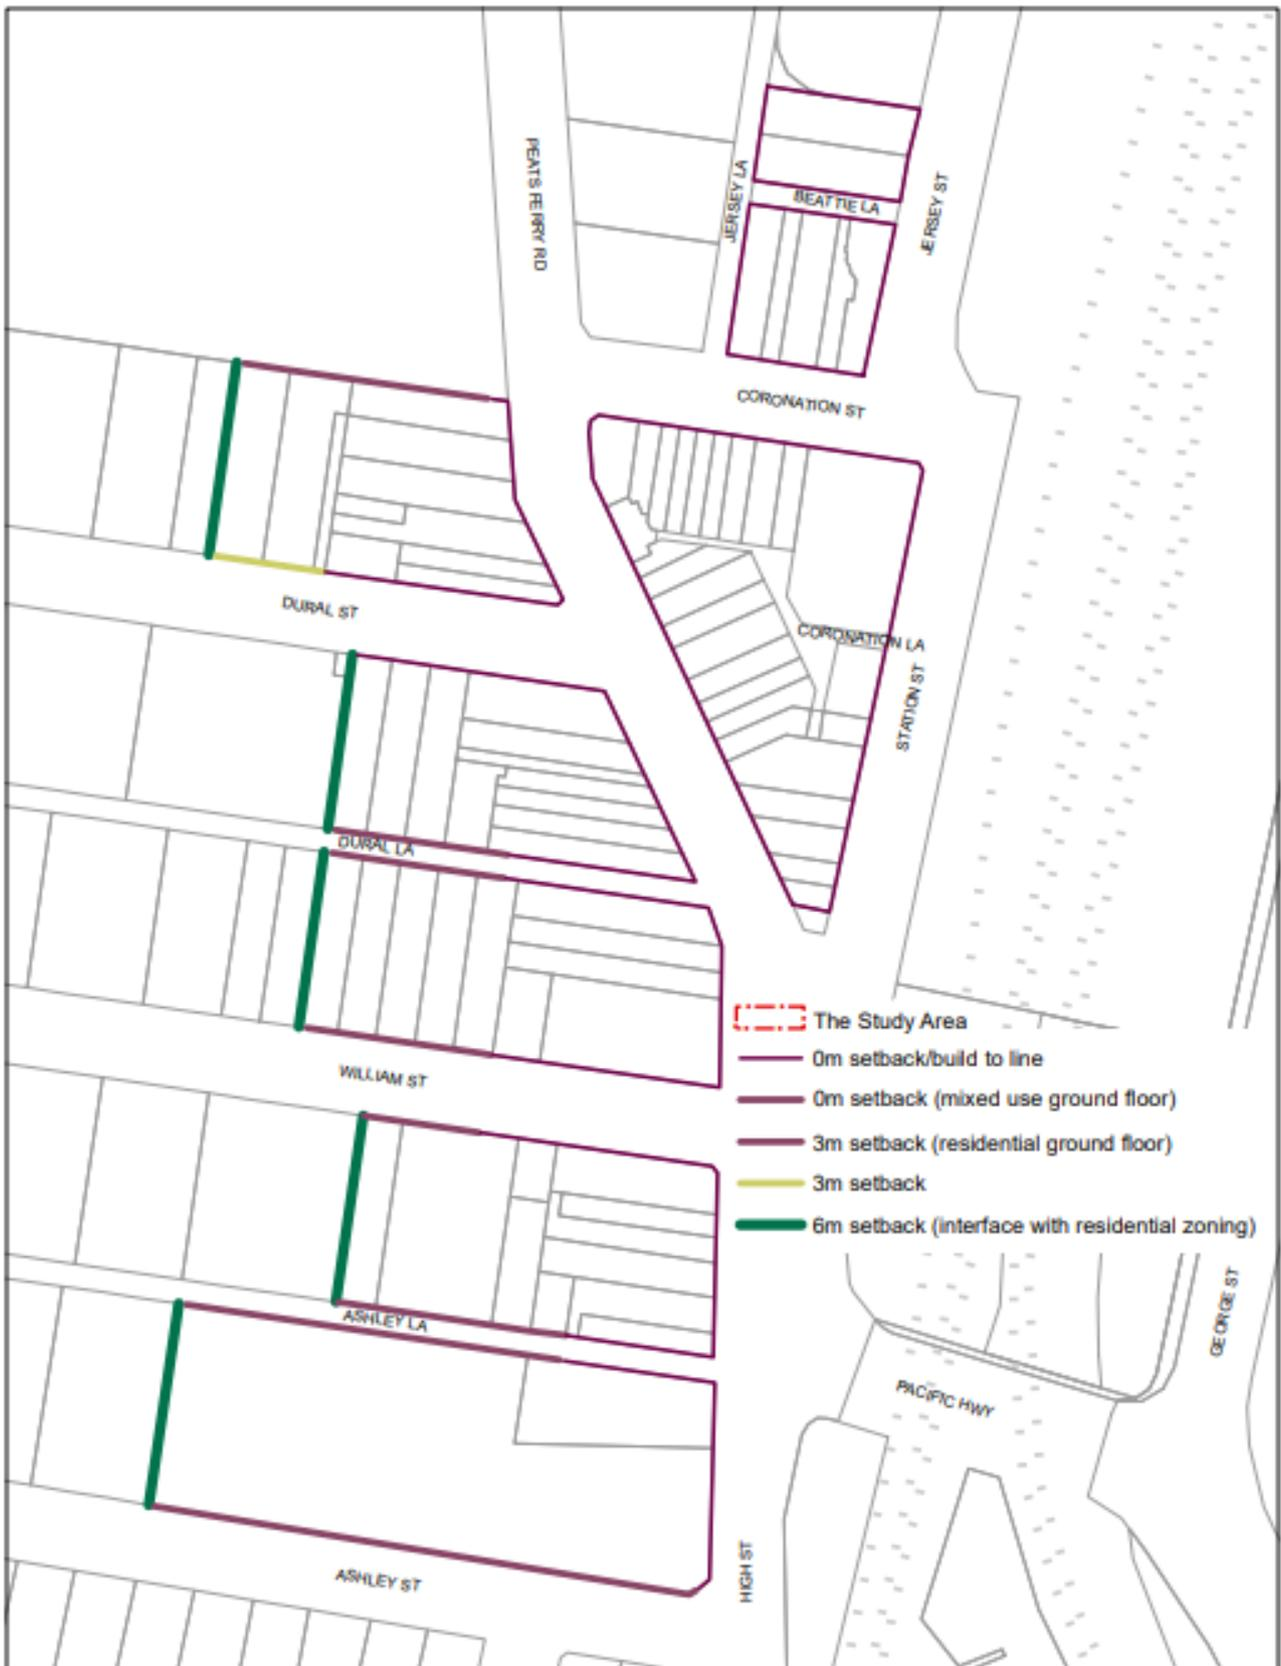 PEATS FERRY RD
JERSEY LA
BEATTIE LA
JERSEY ST
CORONATION ST
DURAL ST
CORONATION LA
STATION ST
DURAL LA
The Study Area
0m setback/build to line
WILLIAM ST
0m setback (mixed use ground floor)
3m setback (residential ground floor)
3m setback
6m setback (interface with residential zoning)
ASHLEY LA
GEORGE ST
PACIFIC HWY
HIGH ST
ASHLEY ST